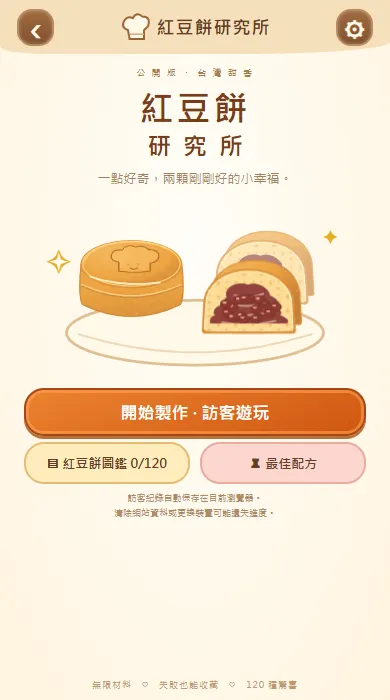 紅豆餅研究所
公開版 · 台灣甜香
紅豆餅
研究所
一點好奇，兩顆剛剛好的小幸福。
開始製作 · 訪客遊玩
紅豆餅圖鑑 0/120
最佳配方
訪客紀錄自動保存在目前瀏覽器。
清除網站資料或更換裝置可能遺失進度。
無限材料 ♡ 失敗也能收藏 ♡ 120 種驚喜